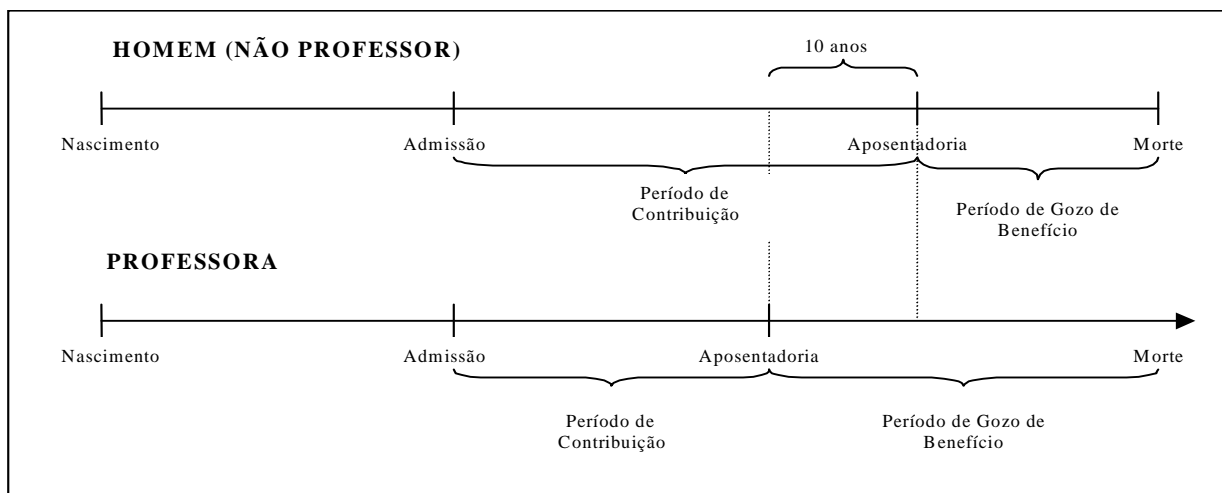 10 anos
HOMEM (NÃO PROFESSOR)
Nascimento
Admissão
Aposentadoria
Morte
Período de
Contribuição
Período de Gozo de
Benefício
PROFESSORA
Nascimento
Admissão
Aposentadoria
Morte
Período de
Contribuição
Período de Gozo de
Benefício